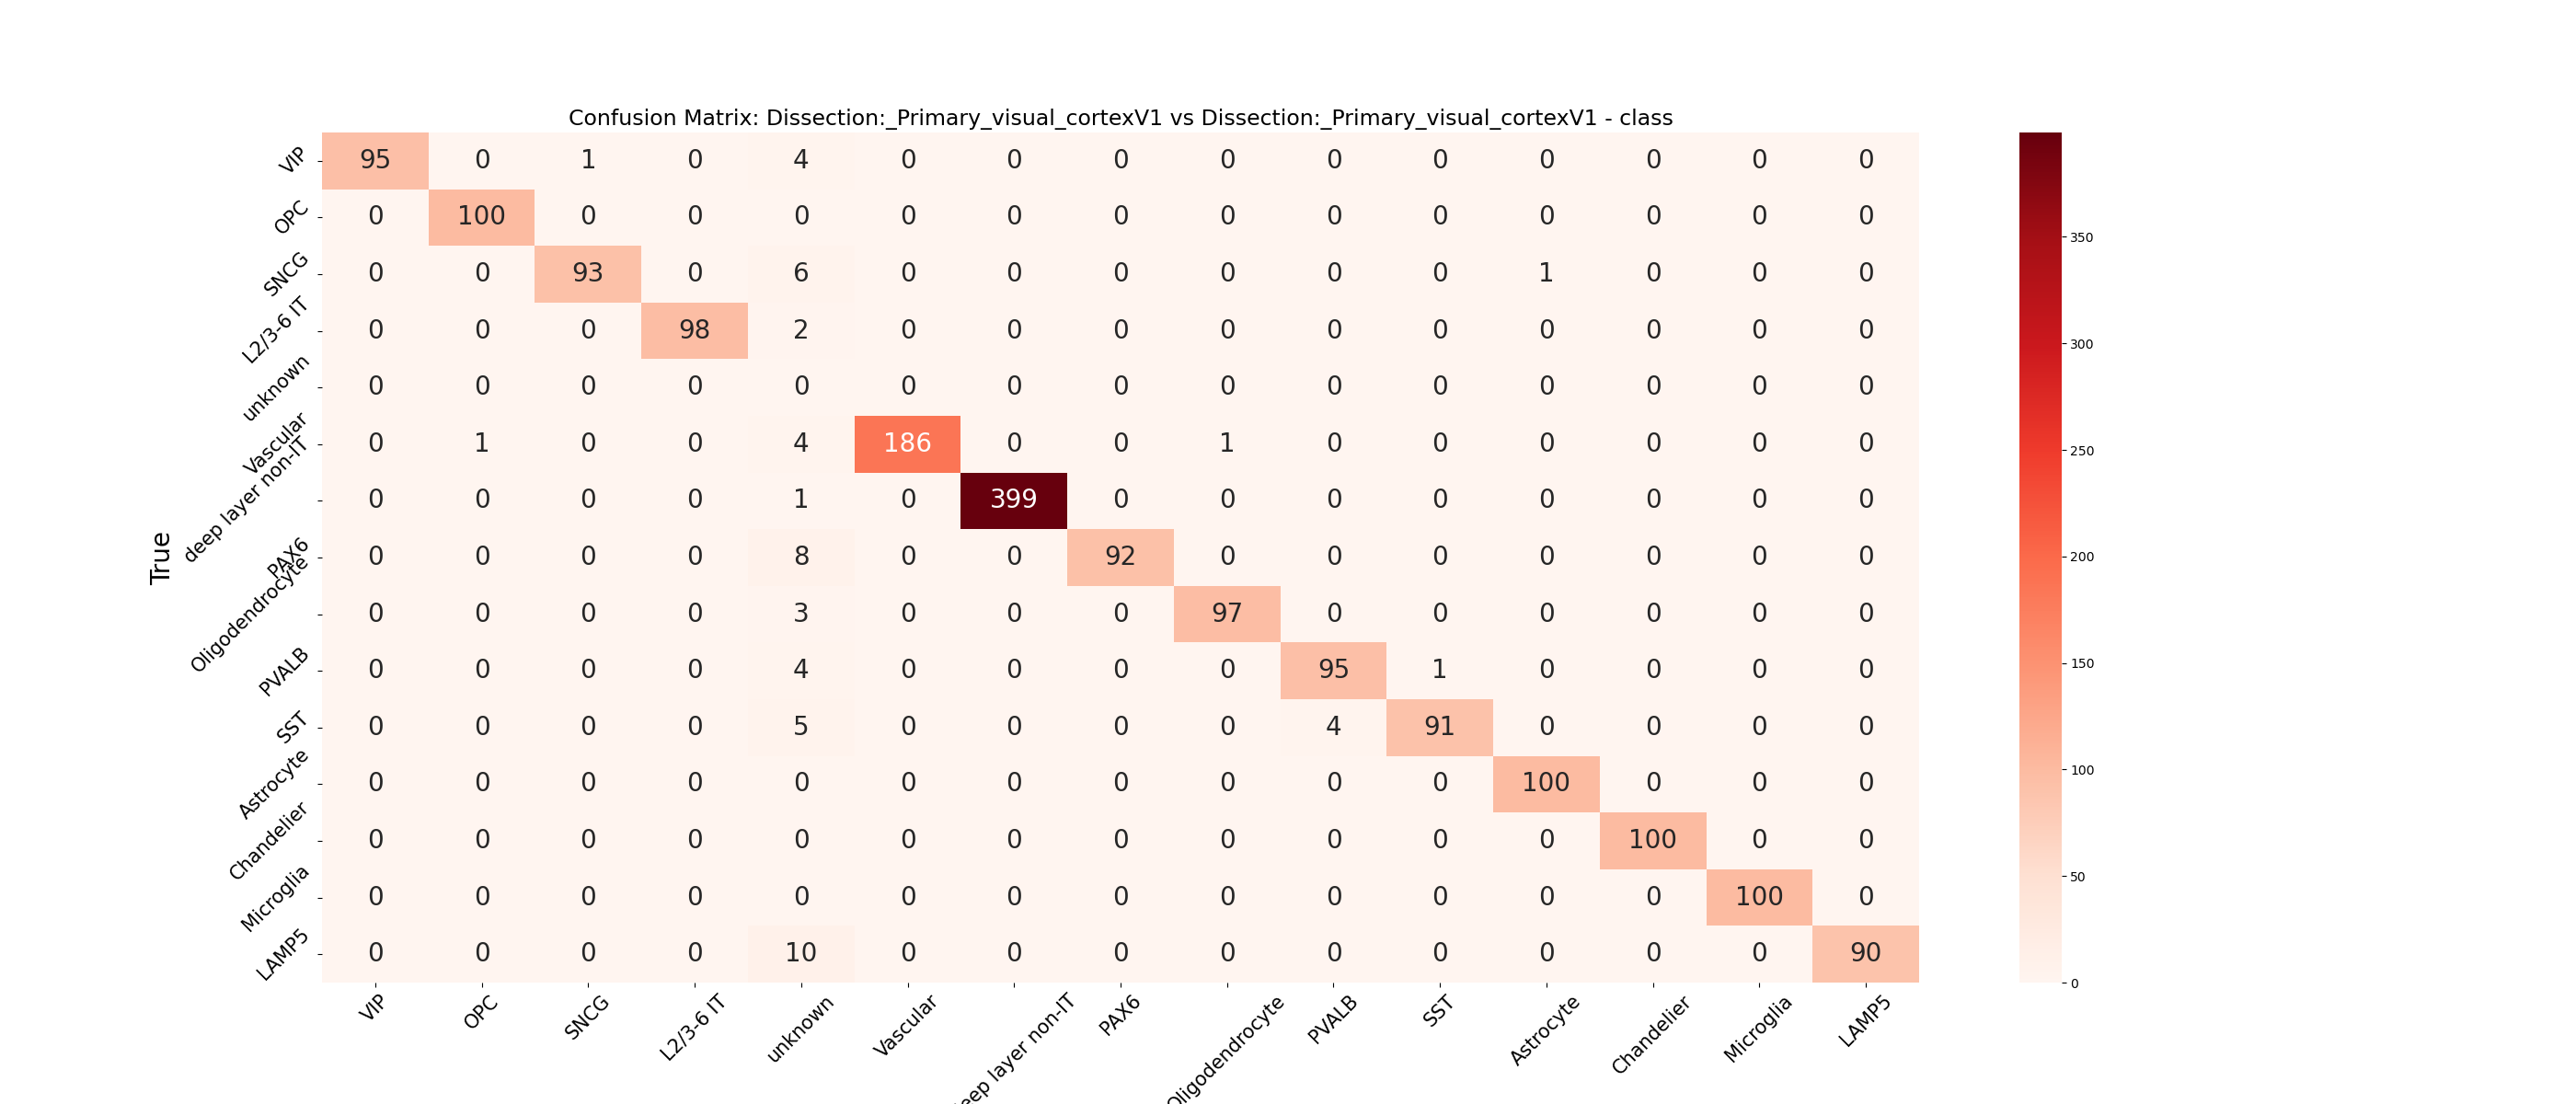 Confusion Matrix: Dissection:_Primary_visual_cortexV1 vs Dissection:_Primary_visual_cortexV1 - class
VIP 95 0 1 0 4 0 0 0 0 0 0 0 0 0 0
OPC 0 100 0 0 0 0 0 0 0 0 0 0 0 0 0
SNCG 0 0 93 0 6 0 0 0 0 0 0 1 0 0 0
L2/3-6 IT 0 0 0 98 2 0 0 0 0 0 0 0 0 0 0
unknown 0 0 0 0 0 0 0 0 0 0 0 0 0 0 0
Vascular 0 1 0 0 4 186 0 0 1 0 0 0 0 0 0
deep layer non-IT 0 0 0 0 1 0 399 0 0 0 0 0 0 0 0
PAX6 0 0 0 0 8 0 0 92 0 0 0 0 0 0 0
Oligodendrocyte 0 0 0 0 3 0 0 0 97 0 0 0 0 0 0
PVALB 0 0 0 0 4 0 0 0 0 95 1 0 0 0 0
SST 0 0 0 0 5 0 0 0 0 4 91 0 0 0 0
Astrocyte 0 0 0 0 0 0 0 0 0 0 0 100 0 0 0
Chandelier 0 0 0 0 0 0 0 0 0 0 0 0 100 0 0
Microglia 0 0 0 0 0 0 0 0 0 0 0 0 0 100 0
LAMP5 0 0 0 0 10 0 0 0 0 0 0 0 0 0 90
True
VIP OPC SNCG L2/3-6 IT unknown Vascular eep layer non-IT PAX6 Oligodendrocyte PVALB SST Astrocyte Chandelier Microglia LAMP5
350
300
250
200
150
100
50
0